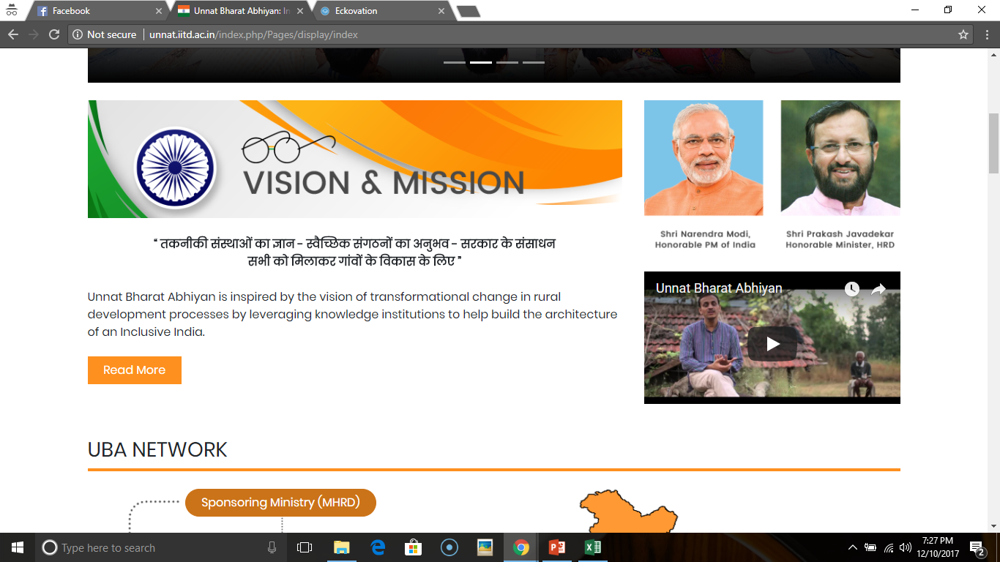 Facebook
Unnat Bharat Abhiyan: In
Eckovation
Not secure
unnat.iitd.ac.in/index.php/Pages/display/index
VISION & MISSION
“ तकनीकी संस्थाओं का ज्ञान - स्वैच्छिक संगठनों का अनुभव - सरकार के संसाधन
सभी को मिलाकर गांवों के विकास के लिए ”
Unnat Bharat Abhiyan is inspired by the vision of transformational change in rural
development processes by leveraging knowledge institutions to help build the architecture
of an Inclusive India.
Read More
Shri Narendra Modi,
Honorable PM of India
Shri Prakash Javadekar
Honorable Minister, HRD
Unnat Bharat Abhiyan
UBA NETWORK
Sponsoring Ministry (MHRD)
Type here to search
7:27 PM
12/10/2017
2